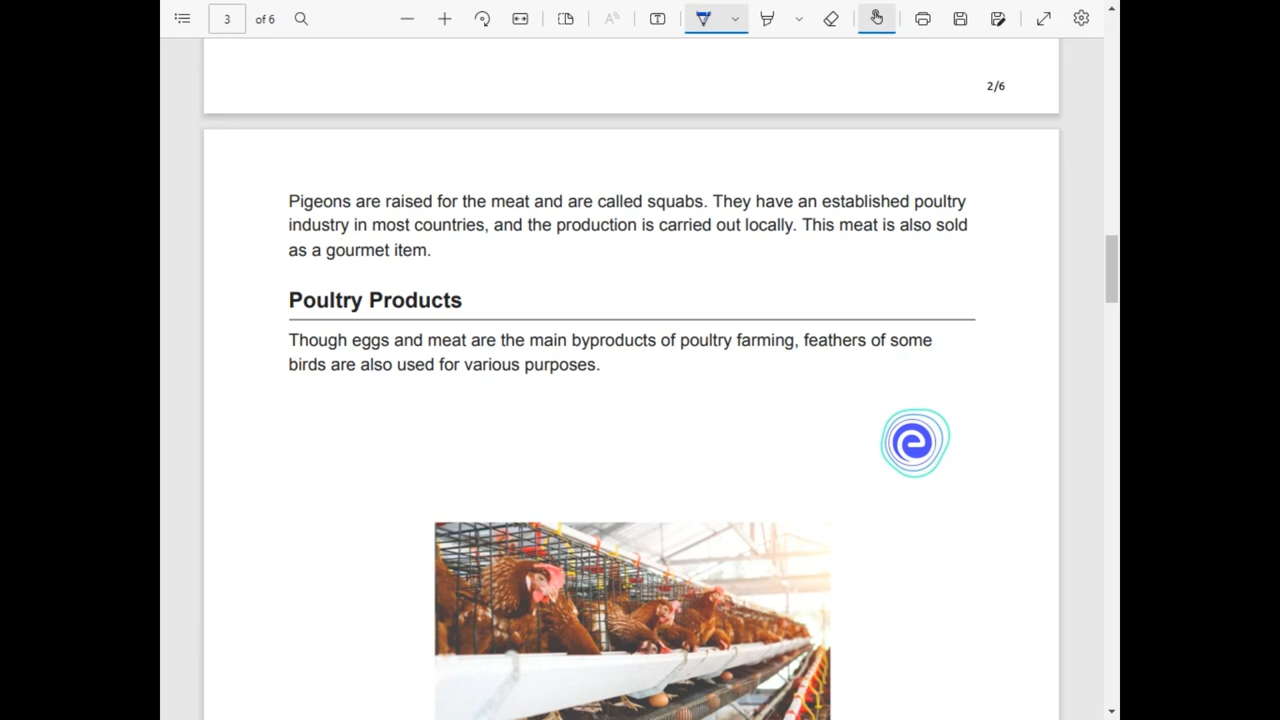 3 of 6
2/6
Pigeons are raised for the meat and are called squabs. They have an established poultry
industry in most countries, and the production is carried out locally. This meat is also sold
as a gourmet item.
Poultry Products
Though eggs and meat are the main byproducts of poultry farming, feathers of some
birds are also used for various purposes.